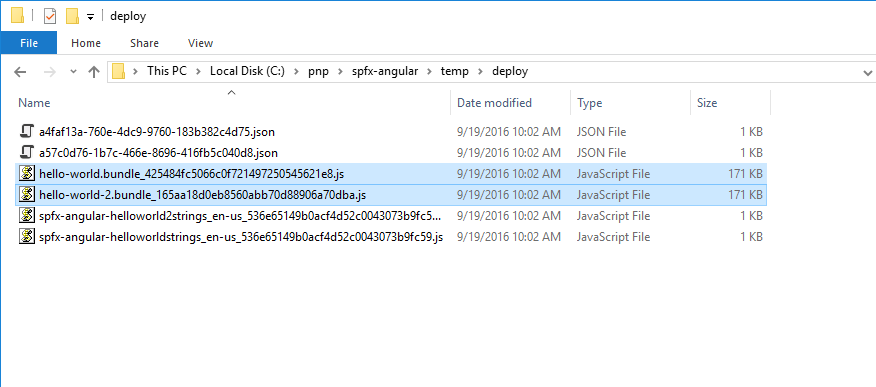 deploy
File Home Share View
This PC Local Disk (C:) pnp spfx-angular temp deploy
Name Date modified Type Size
a4faf13a-760e-4dc9-9760-183b382c4d75.json 9/19/2016 10:02 AM JSON File 1 KB
a57c0d76-1b7c-466e-8696-416fb5c040d8.json 9/19/2016 10:02 AM JSON File 1 KB
hello-world.bundle_425484fc5066c0f721497250545621e8.js 9/19/2016 10:02 AM JavaScript File 171 KB
hello-world-2.bundle_165aa18d0eb8560abb70d88906a70dba.js 9/19/2016 10:02 AM JavaScript File 171 KB
spfx-angular-helloworld2strings_en-us_536e65149b0acf4d52c0043073b9fc5... 9/19/2016 10:02 AM JavaScript File 1 KB
spfx-angular-helloworldstrings_en-us_536e65149b0acf4d52c0043073b9fc59.js 9/19/2016 10:02 AM JavaScript File 1 KB